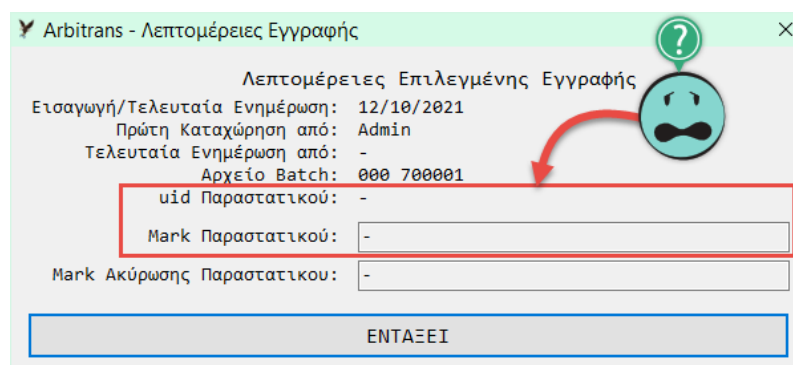 Arbitrans - Λεπτομέρειες Εγγραφής ×
?
Λεπτομέρειες Επιλεγμένης Εγγραφής
Εισαγωγή/Τελευταία Ενημέρωση: 12/10/2021
Πρώτη Καταχώρηση από: Admin
Τελευταία Ενημέρωση από: -
Αρχείο Batch: 000 700001
uid Παραστατικού: -
Mark Παραστατικού: -
Mark Ακύρωσης Παραστατικου: -
ΕΝΤΑΞΕΙ